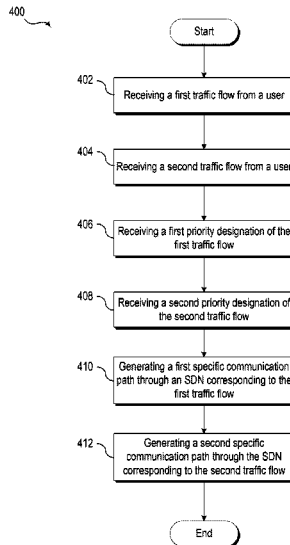 400
Start
402
Receiving a first traffic flow from a user
404
Receiving a second traffic flow from a user
406
Receiving a first priority designation of the
first traffic flow
408
Receiving a second priority designation of
the second traffic flow
410
Generating a first specific communication
path through an SDN corresponding to the
first traffic flow
412
Generating a second specific
communication path through the SDN
corresponding to the second traffic flow
End